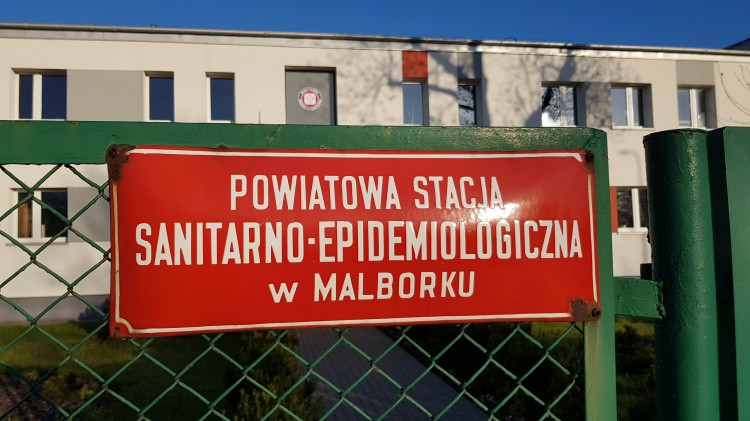 POWIATOWA STACJA
SANITARNO-EPIDEMIOLOGICZNA
w MALBORKU